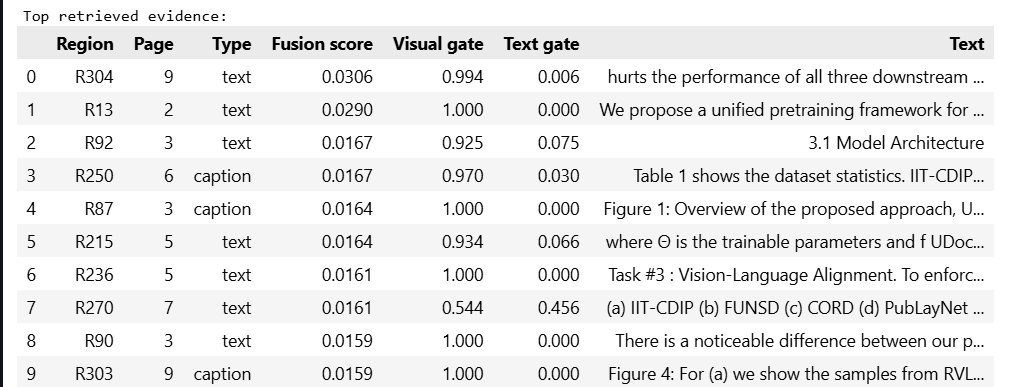 Top retrieved evidence:
Region Page Type Fusion score Visual gate Text gate Text
0 R304 9 text 0.0306 0.994 0.006 hurts the performance of all three downstream ...
1 R13 2 text 0.0290 1.000 0.000 We propose a unified pretraining framework for ...
2 R92 3 text 0.0167 0.925 0.075 3.1 Model Architecture
3 R250 6 caption 0.0167 0.970 0.030 Table 1 shows the dataset statistics. IIT-CDIP...
4 R87 3 caption 0.0164 1.000 0.000 Figure 1: Overview of the proposed approach, U...
5 R215 5 text 0.0164 0.934 0.066 where Θ is the trainable parameters and f UDoc...
6 R236 5 text 0.0161 1.000 0.000 Task #3 : Vision-Language Alignment. To enforc...
7 R270 7 text 0.0161 0.544 0.456 (a) IIT-CDIP (b) FUNSD (c) CORD (d) PubLayNet ...
8 R90 3 text 0.0159 1.000 0.000 There is a noticeable difference between our p...
9 R303 9 caption 0.0159 1.000 0.000 Figure 4: For (a) we show the samples from RVL...